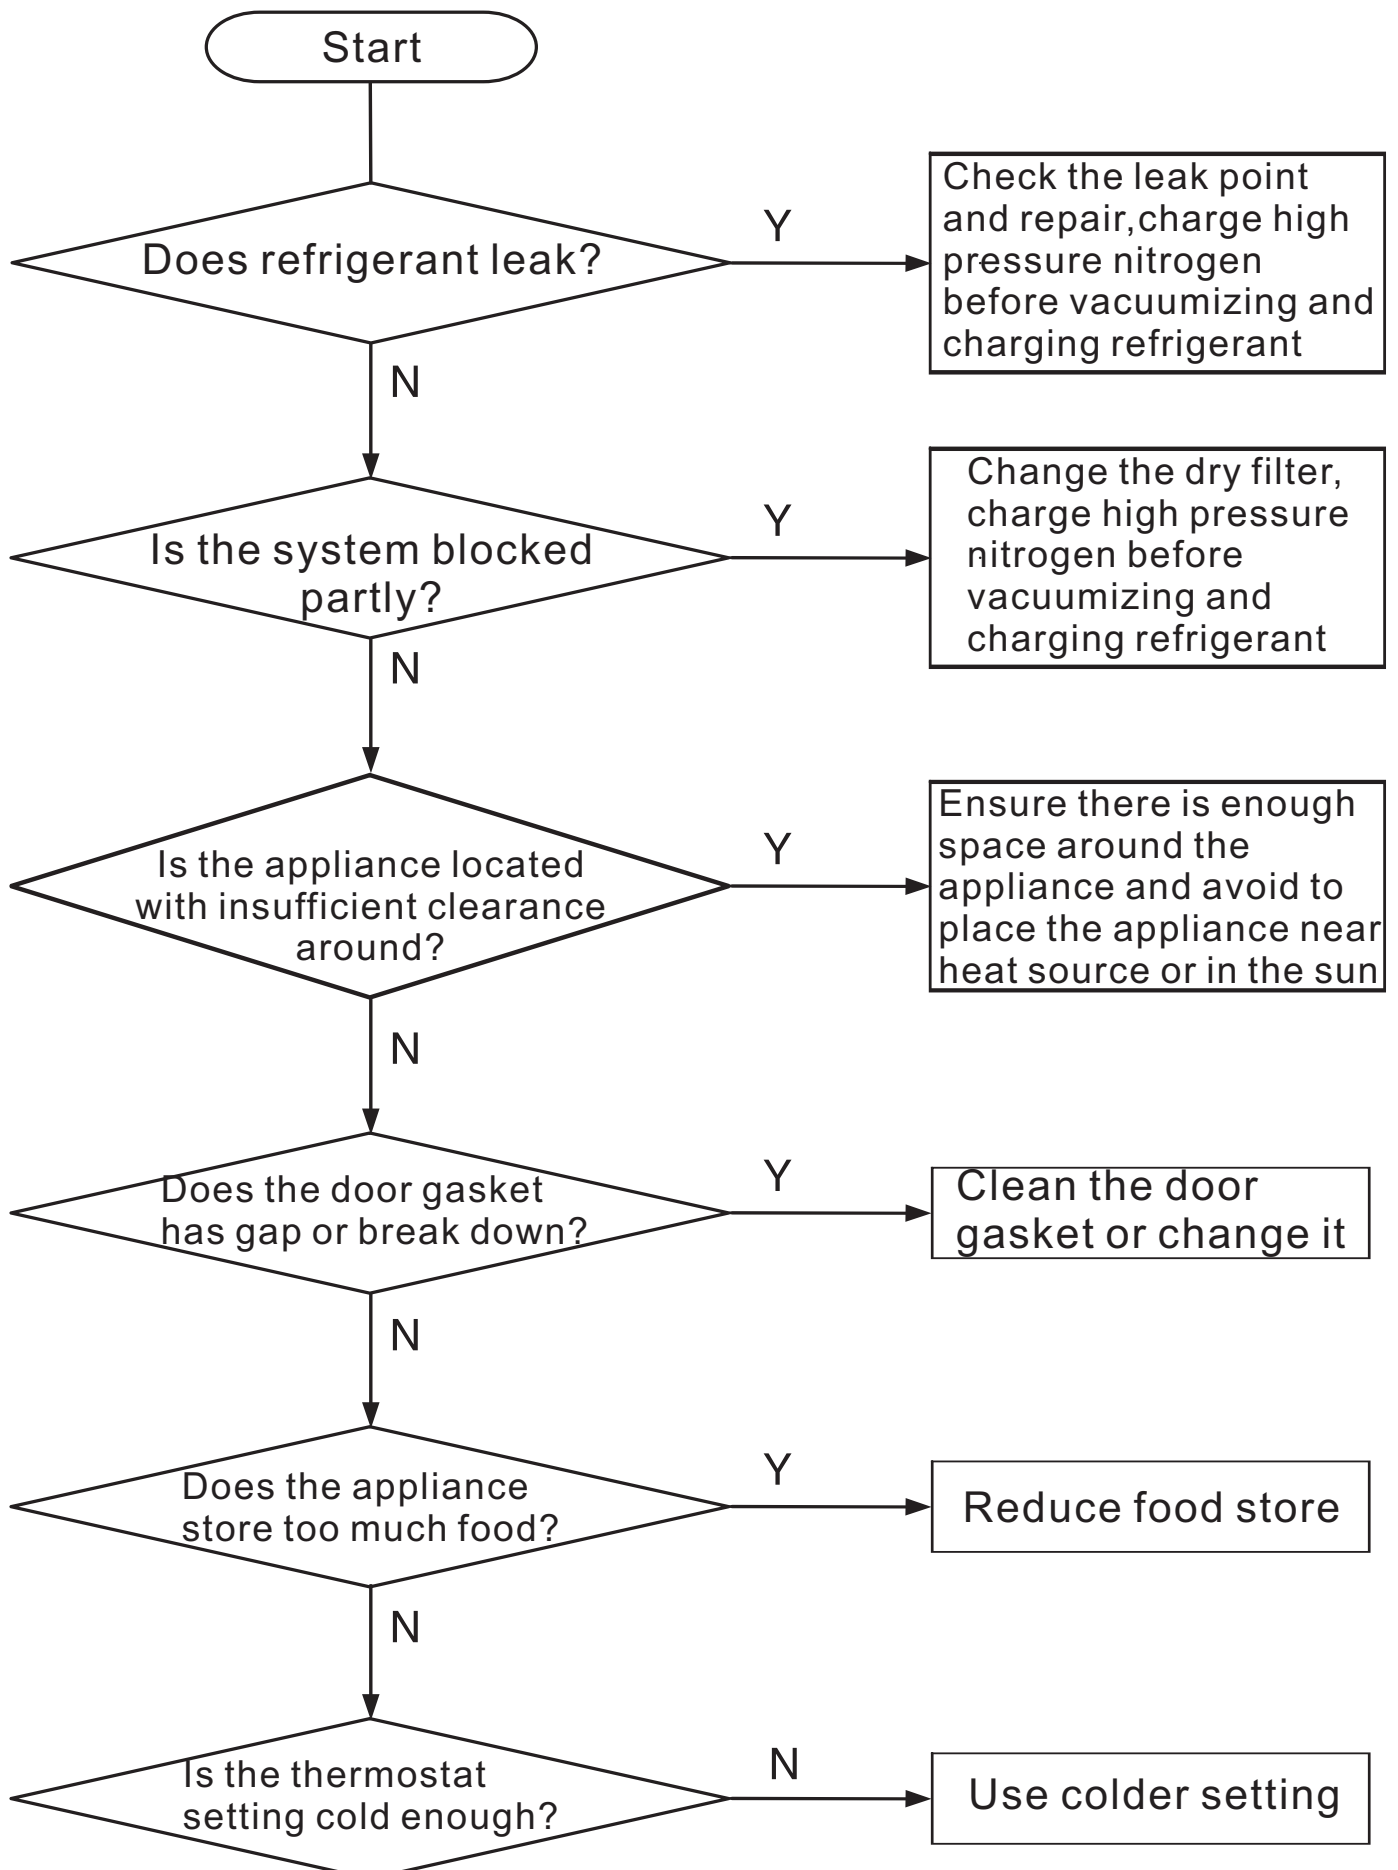 Start
Does refrigerant leak?
Y
Check the leak point
and repair,charge high
pressure nitrogen
before vacuumizing and
charging refrigerant
N
Is the system blocked
partly?
Y
Change the dry filter,
charge high pressure
nitrogen before
vacuumizing and
charging refrigerant
N
Is the appliance located
with insufficient clearance
around?
Y
Ensure there is enough
space around the
appliance and avoid to
place the appliance near
heat source or in the sun
N
Does the door gasket
has gap or break down?
Y
Clean the door
gasket or change it
N
Does the appliance
store too much food?
Y
Reduce food store
N
Is the thermostat
setting cold enough?
N
Use colder setting